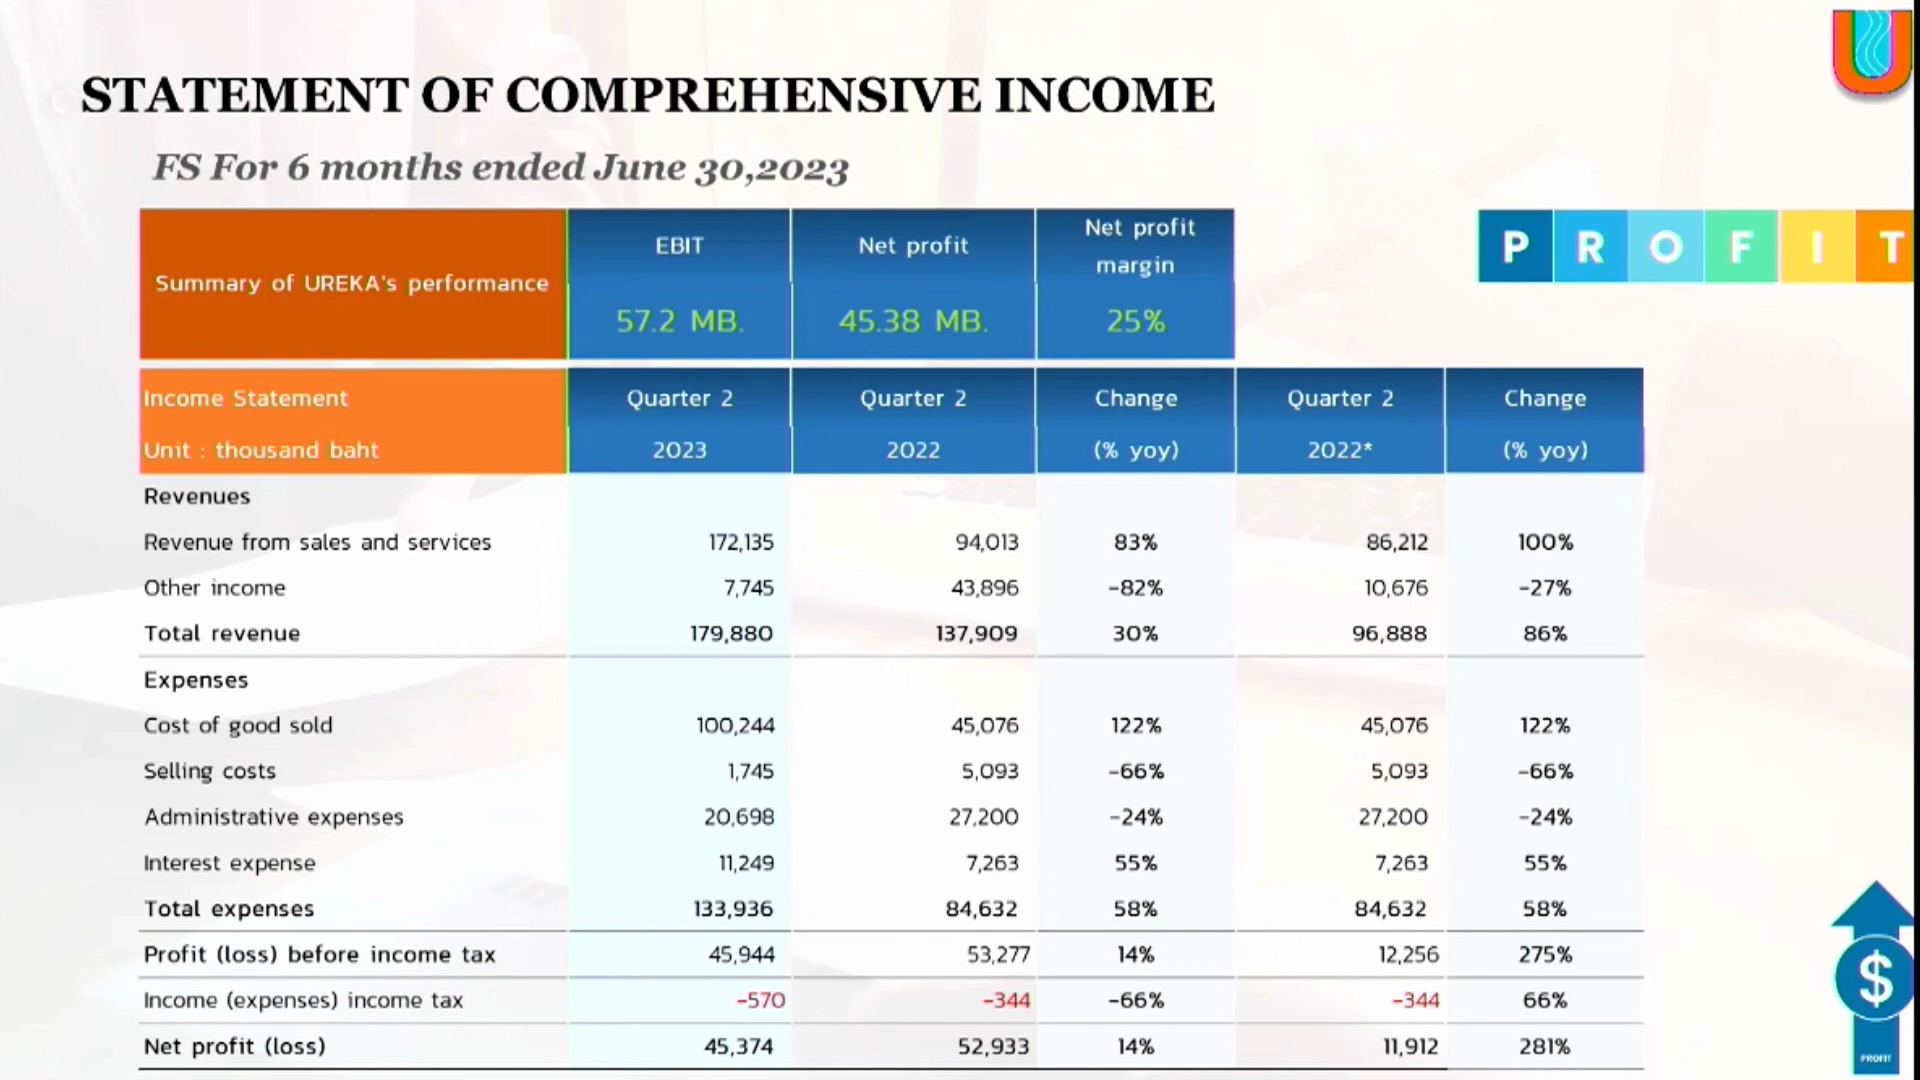 STATEMENT OF COMPREHENSIVE INCOME
FS For 6 months ended June 30,2023
Summary of UREKA's performance EBIT Net profit Net profit margin
57.2 MB. 45.38 MB. 25%
P R O F I T
Income Statement Quarter 2 Quarter 2 Change Quarter 2 Change
Unit : thousand baht 2023 2022 (% yoy) 2022* (% yoy)
Revenues
Revenue from sales and services 172,135 94,013 83% 86,212 100%
Other income 7,745 43,896 -82% 10,676 -27%
Total revenue 179,880 137,909 30% 96,888 86%
Expenses
Cost of good sold 100,244 45,076 122% 45,076 122%
Selling costs 1,745 5,093 -66% 5,093 -66%
Administrative expenses 20,698 27,200 -24% 27,200 -24%
Interest expense 11,249 7,263 55% 7,263 55%
Total expenses 133,936 84,632 58% 84,632 58%
Profit (loss) before income tax 45,944 53,277 14% 12,256 275%
Income (expenses) income tax -570 -344 -66% -344 66%
Net profit (loss) 45,374 52,933 14% 11,912 281%
$
PROFIT